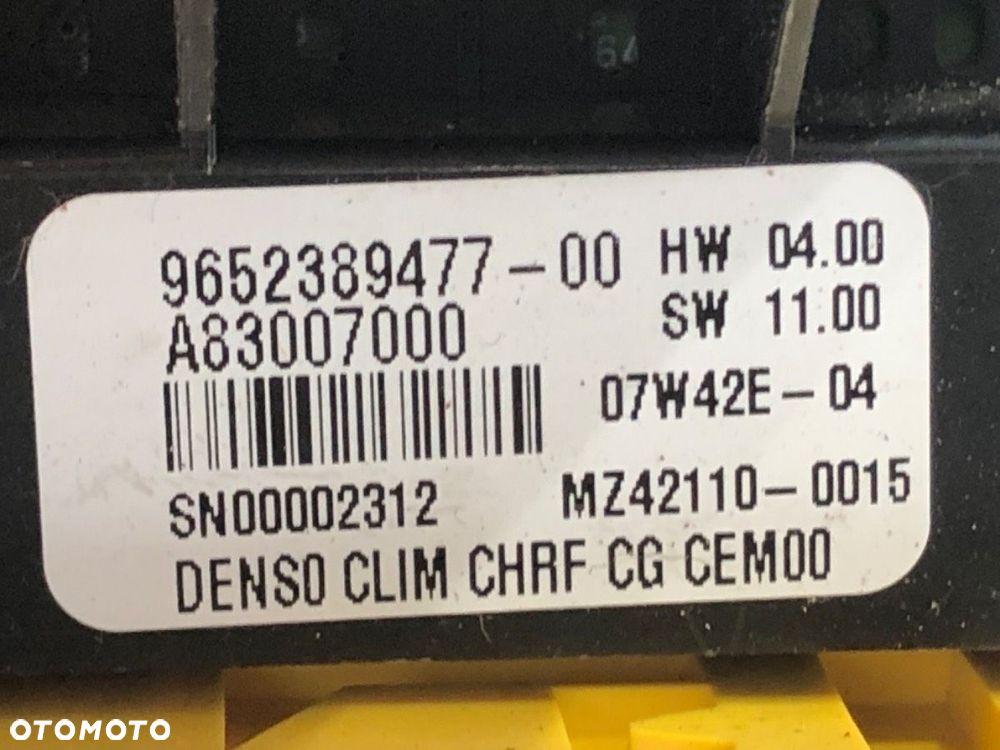 64
9652389477-00 HW 04.00
A83007000 SW 11.00
07W42E-04
SN00002312 MZ42110-0015
DENSO CLIM CHRF CG CEM00
OTOMOTO